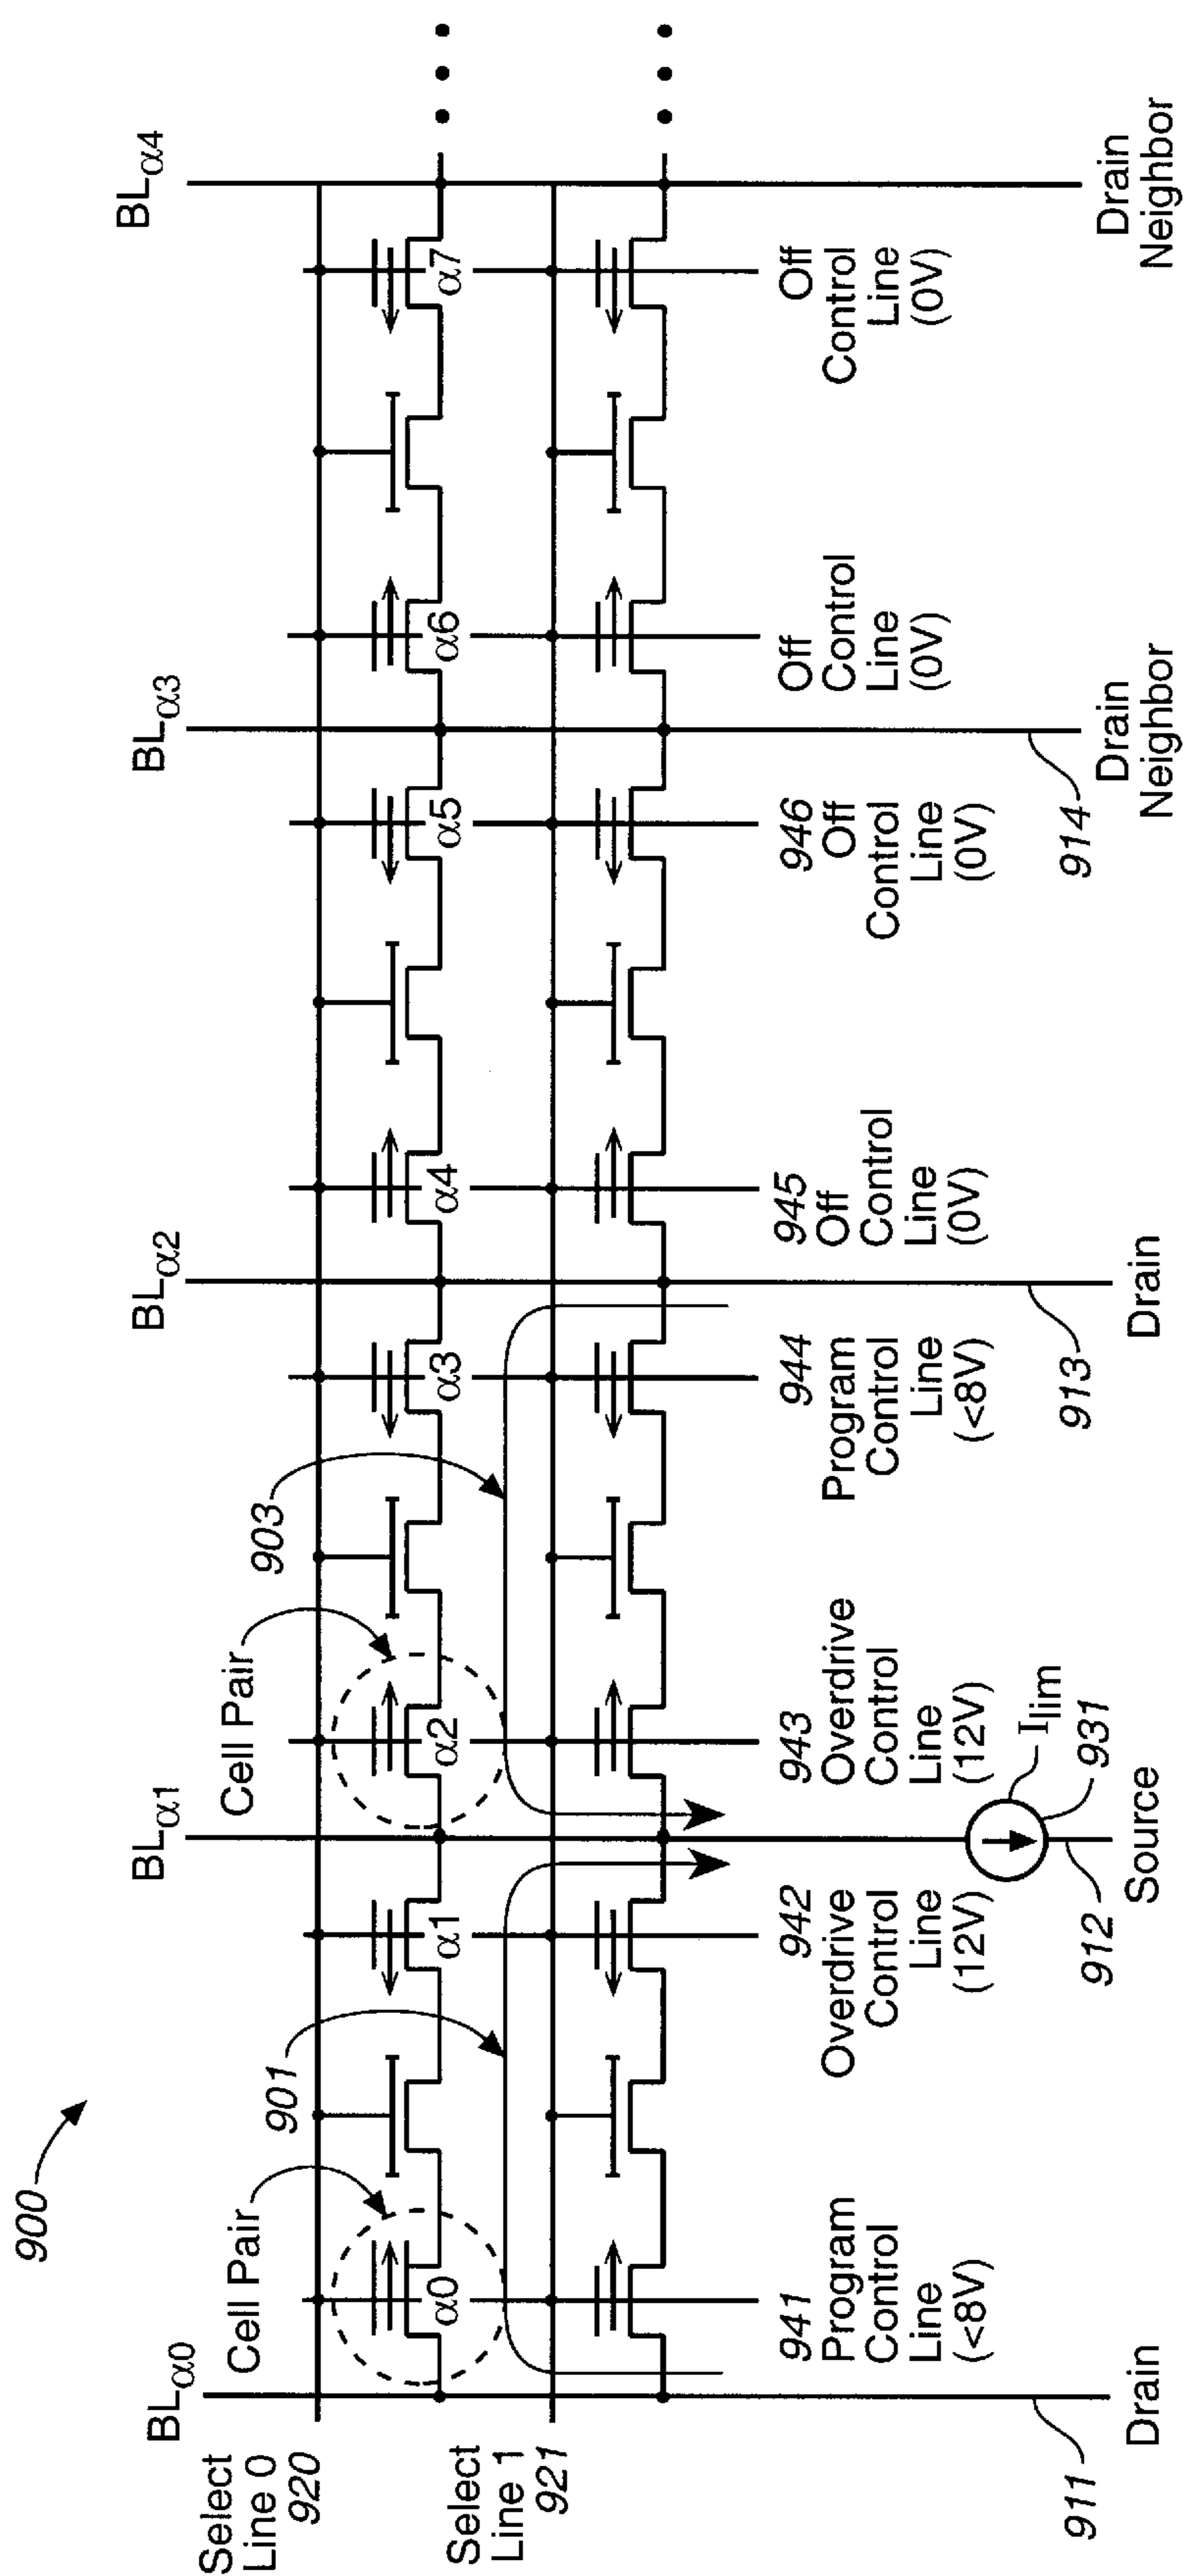 900
BLα0
BLα1
BLα2
BLα3
BLα4
Select
Line 0
920
Cell Pair
901
Cell Pair
903
α0
α1
α2
α3
α4
α5
α6
α7
Select
Line 1
921
941
Program
Control
Line
(<8V)
942
Overdrive
Control
Line
(12V)
943
Overdrive
Control
Line
(12V)
944
Program
Control
Line
(<8V)
945
Off
Control
Line
(0V)
946
Off
Control
Line
(0V)
Off
Control
Line
(0V)
Off
Control
Line
(0V)
Ilim
931
911
Drain
912
Source
913
Drain
914
Drain
Neighbor
Drain
Neighbor